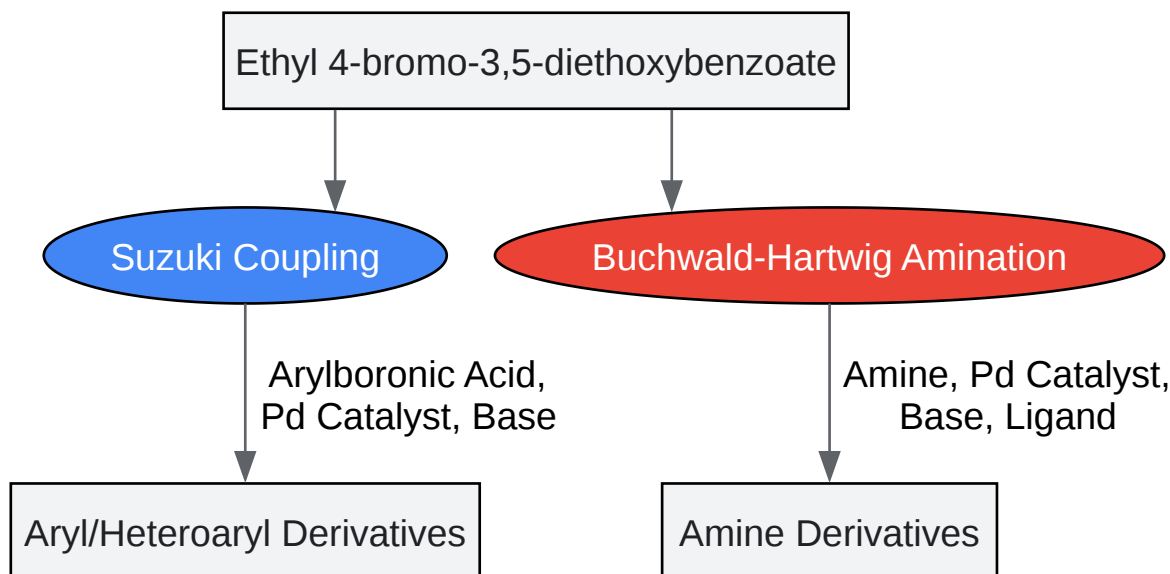 Ethyl 4-bromo-3,5-diethoxybenzoate
Suzuki Coupling
Buchwald-Hartwig Amination
Arylboronic Acid,
Pd Catalyst, Base
Amine, Pd Catalyst,
Base, Ligand
Aryl/Heteroaryl Derivatives
Amine Derivatives